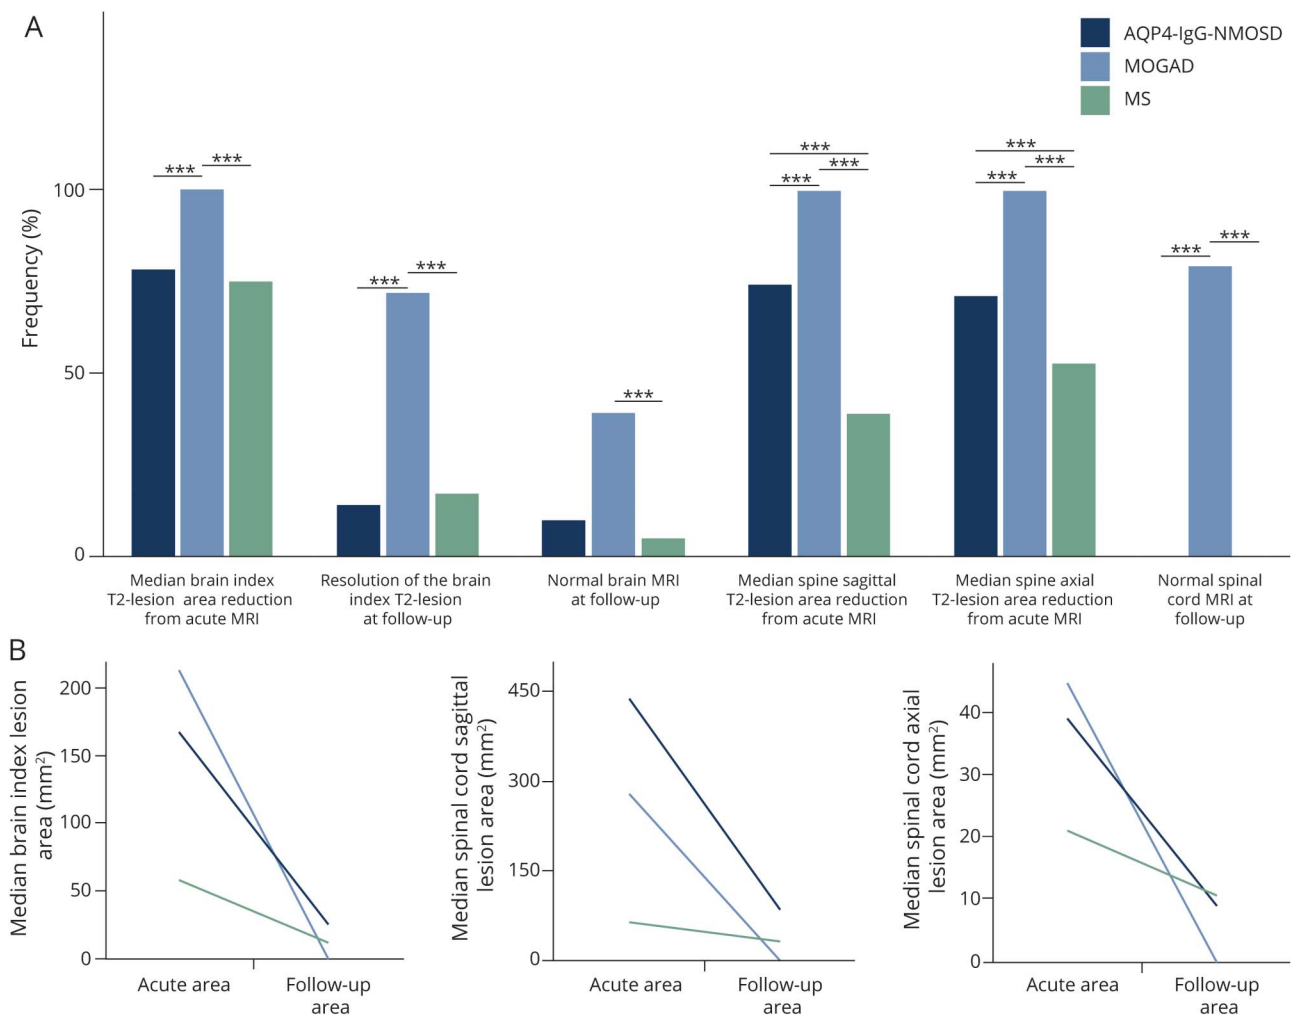 A
AQP4-IgG-NMOSD
MOGAD
MS
Frequency (%)
100
50
0
*** ***
*** ***
***
***
*** ***
***
*** ***
*** ***
Median brain index
T2-lesion area reduction
from acute MRI
Resolution of the brain
index T2-lesion
at follow-up
Normal brain MRI
at follow-up
Median spine sagittal
T2-lesion area reduction
from acute MRI
Median spine axial
T2-lesion area reduction
from acute MRI
Normal spinal
cord MRI at
follow-up
B
Median brain index lesion
area (mm²)
200
150
100
50
0
Acute area
Follow-up
area
Median spinal cord sagittal
lesion area (mm²)
450
300
150
0
Acute area
Follow-up
area
Median spinal cord axial
lesion area (mm²)
40
30
20
10
0
Acute area
Follow-up
area